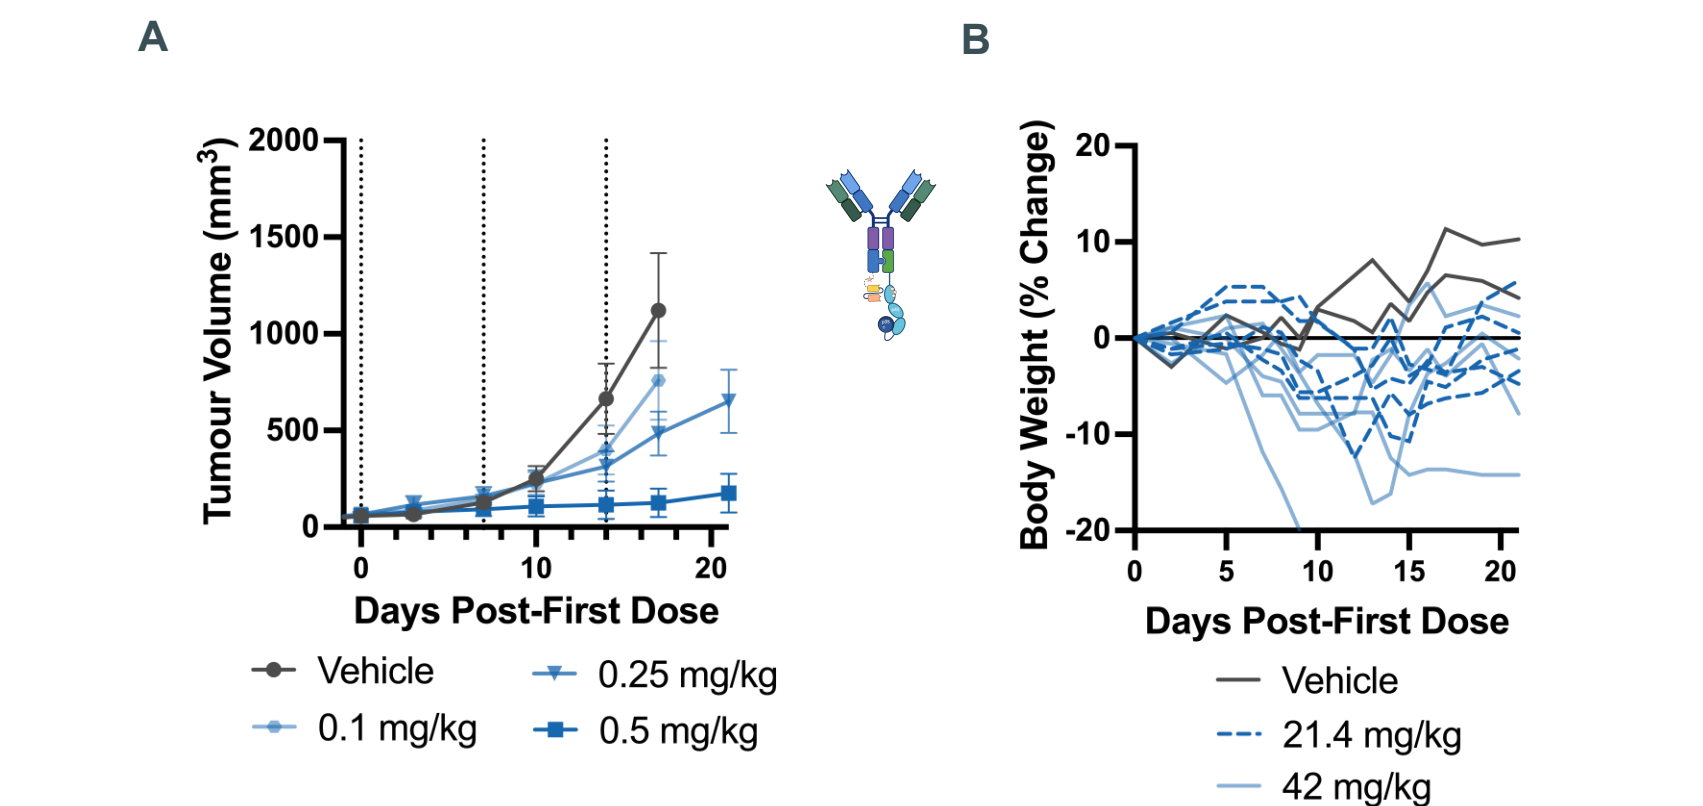 A
Tumour Volume (mm³)
2000
1500
1000
500
0
0 10 20
Days Post-First Dose
Vehicle
0.25 mg/kg
0.1 mg/kg
0.5 mg/kg
B
Body Weight (% Change)
20
10
0
-10
-20
0 5 10 15 20
Days Post-First Dose
Vehicle
21.4 mg/kg
42 mg/kg